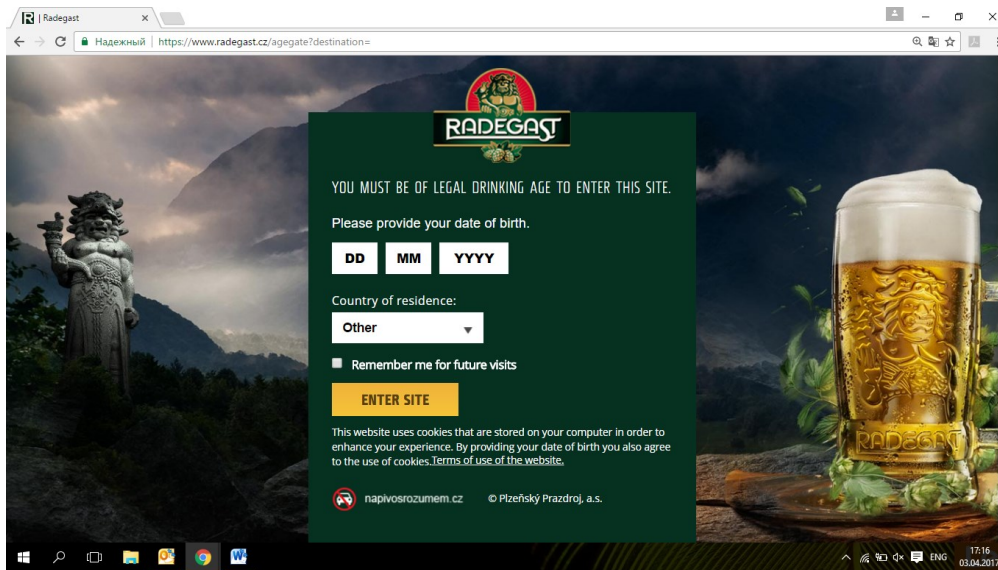 | Radegast
Надежный | https://www.radegast.cz/agegate?destination=
RADEGAST
YOU MUST BE OF LEGAL DRINKING AGE TO ENTER THIS SITE.
Please provide your date of birth.
DD MM YYYY
Country of residence:
Other
Remember me for future visits
ENTER SITE
This website uses cookies that are stored on your computer in order to
enhance your experience. By providing your date of birth you also agree
to the use of cookies.Terms of use of the website.
napivosrozumem.cz © Plzeňský Prazdroj, a.s.
RADEGAST
ENG 17:16
03.04.2017